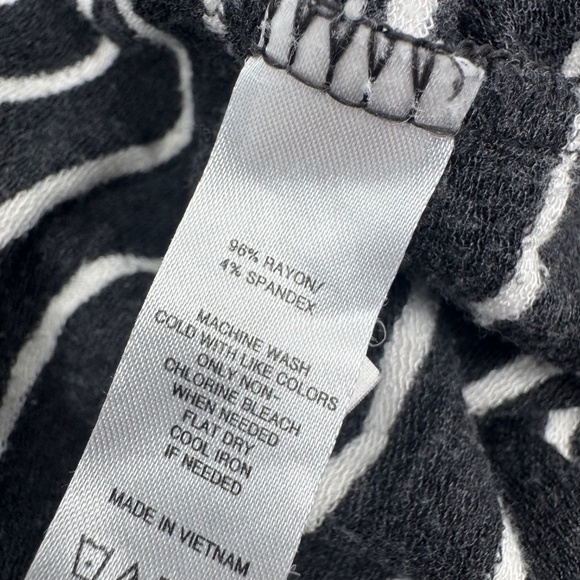 96% RAYON/
4% SPANDEX
MACHINE WASH
COLD WITH LIKE COLORS
ONLY NON-
CHLORINE BLEACH
WHEN NEEDED
FLAT DRY
COOL IRON
IF NEEDED
MADE IN VIETNAM